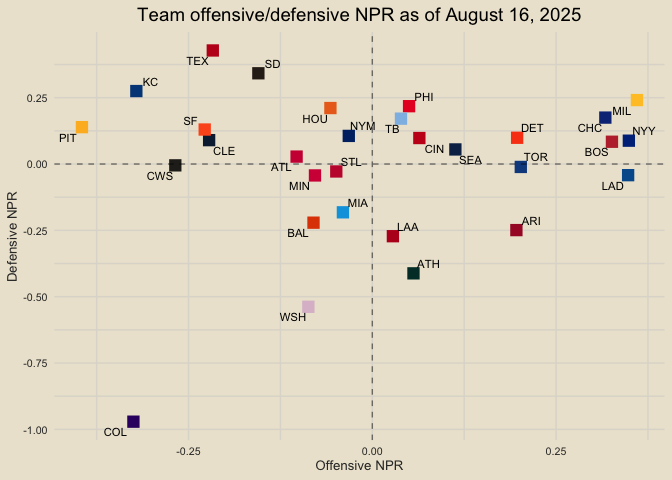 Team offensive/defensive NPR as of August 16, 2025
TEX
SD
KC
PHI
MIL
PIT
SF
HOU
NYM
TB
DET
CHC
NYY
CLE
CIN
BOS
ATL
STL
SEA
TOR
CWS
MIN
LAD
MIA
BAL
LAA
ARI
ATH
WSH
COL
0.25
0.00
-0.25
-0.50
-0.75
-1.00
Defensive NPR
-0.25
0.00
0.25
Offensive NPR